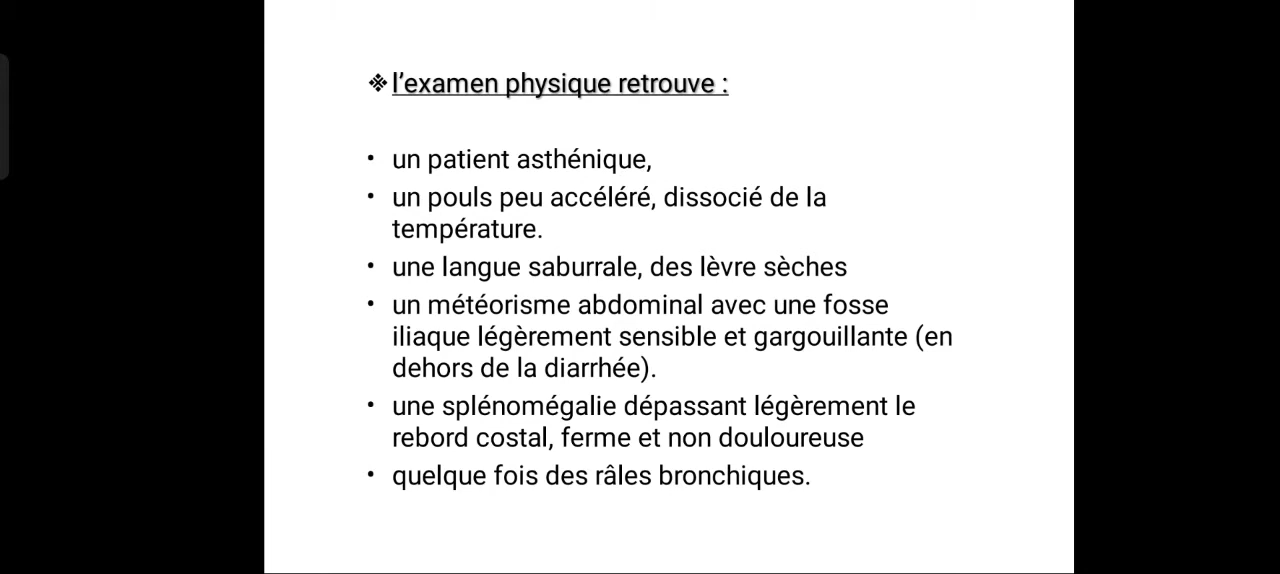 ❖l’examen physique retrouve :
• un patient asthénique,
• un pouls peu accéléré, dissocié de la
température.
• une langue saburrale, des lèvre sèches
• un météorisme abdominal avec une fosse
iliaque légèrement sensible et gargouillante (en
dehors de la diarrhée).
• une splénomégalie dépassant légèrement le
rebord costal, ferme et non douloureuse
• quelque fois des râles bronchiques.